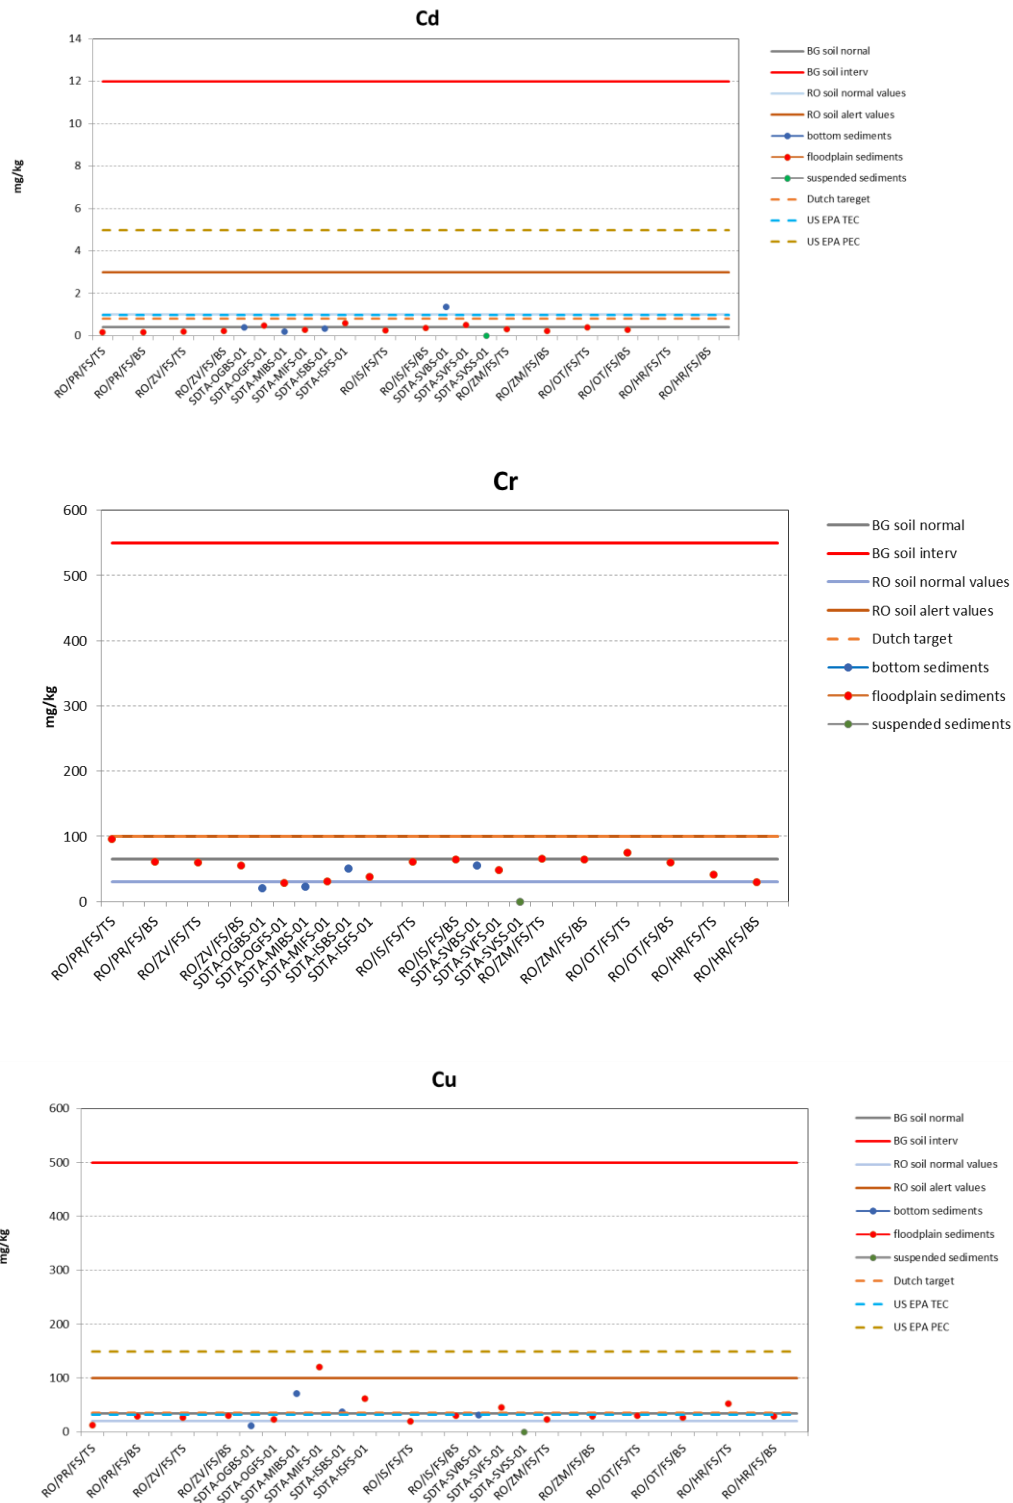 Cd
14
12
10
8
6
4
2
0
mg/kg
RO/PR/FS/TS
RO/PR/FS/BS
RO/ZV/FS/TS
RO/ZV/FS/BS
SDTA-OGBS-01
SDTA-OGFS-01
SDTA-MIBS-01
SDTA-MIFS-01
SDTA-ISBS-01
SDTA-ISFS-01
RO/IS/FS/TS
RO/IS/FS/BS
SDTA-SVBS-01
SDTA-SVFS-01
SDTA-SVSS-01
RO/ZM/FS/TS
RO/ZM/FS/BS
RO/OT/FS/TS
RO/OT/FS/BS
RO/HR/FS/TS
RO/HR/FS/BS
BG soil nornal
BG soil interv
RO soil normal values
RO soil alert values
bottom sediments
floodplain sediments
suspended sediments
Dutch tareget
US EPA TEC
US EPA PEC
Cr
600
500
400
300
200
100
0
mg/kg
RO/PR/FS/TS
RO/PR/FS/BS
RO/ZV/FS/TS
RO/ZV/FS/BS
SDTA-OGBS-01
SDTA-OGFS-01
SDTA-MIBS-01
SDTA-MIFS-01
SDTA-ISBS-01
SDTA-ISFS-01
RO/IS/FS/TS
RO/IS/FS/BS
SDTA-SVBS-01
SDTA-SVFS-01
SDTA-SVSS-01
RO/ZM/FS/TS
RO/ZM/FS/BS
RO/OT/FS/TS
RO/OT/FS/BS
RO/HR/FS/TS
RO/HR/FS/BS
BG soil normal
BG soil interv
RO soil normal values
RO soil alert values
Dutch target
bottom sediments
floodplain sediments
suspended sediments
Cu
600
500
400
300
200
100
0
mg/kg
RO/PR/FS/TS
RO/PR/FS/BS
RO/ZV/FS/TS
RO/ZV/FS/BS
SDTA-OGBS-01
SDTA-OGFS-01
SDTA-MIBS-01
SDTA-MIFS-01
SDTA-ISBS-01
SDTA-ISFS-01
RO/IS/FS/TS
RO/IS/FS/BS
SDTA-SVBS-01
SDTA-SVFS-01
SDTA-SVSS-01
RO/ZM/FS/TS
RO/ZM/FS/BS
RO/OT/FS/TS
RO/OT/FS/BS
RO/HR/FS/TS
RO/HR/FS/BS
BG soil normal
BG soil interv
RO soil normal values
RO soil alert values
bottom sediments
floodplain sediments
suspended sediments
Dutch target
US EPA TEC
US EPA PEC